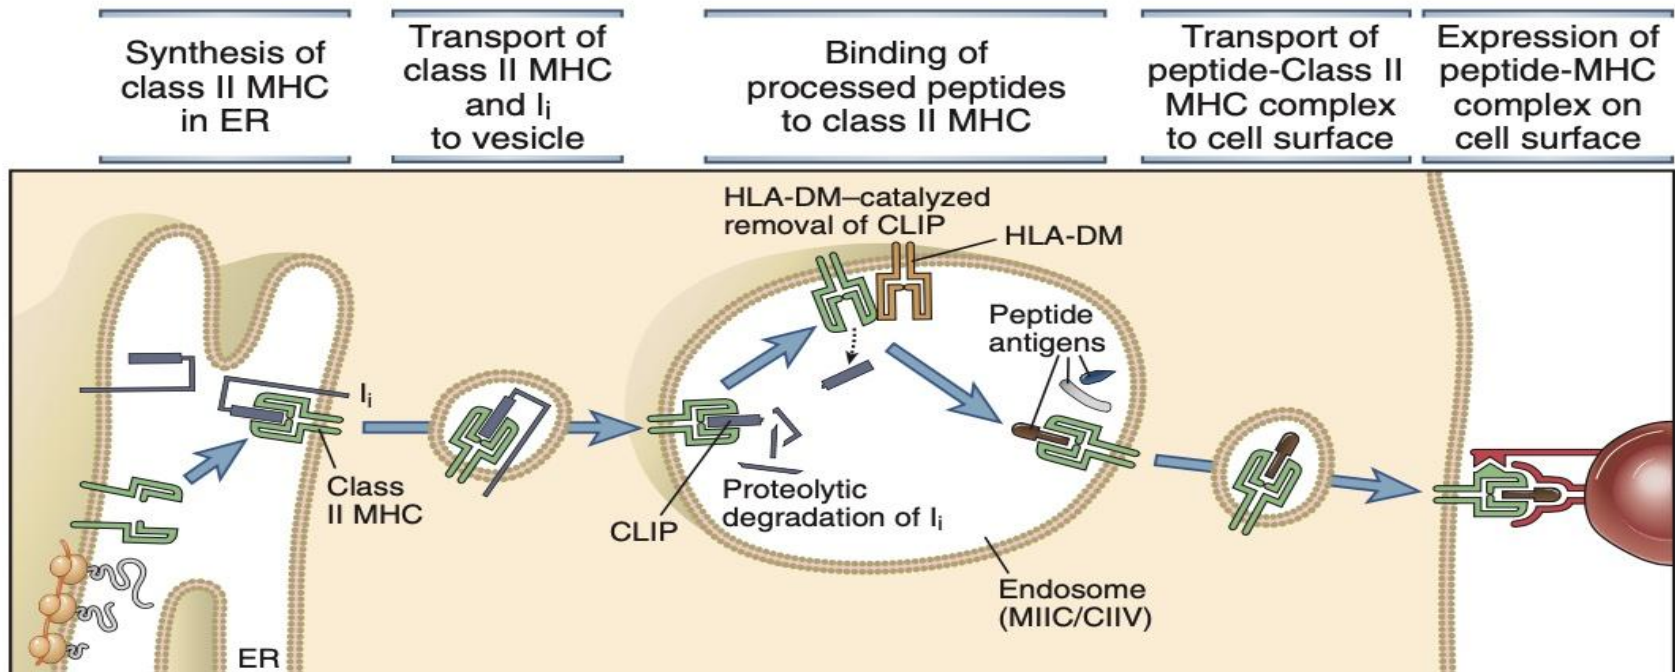 Synthesis of
class II MHC
in ER
Transport of
class II MHC
and Ii
to vesicle
Binding of
processed peptides
to class II MHC
Transport of
peptide-Class II
MHC complex
to cell surface
Expression of
peptide-MHC
complex on
cell surface
HLA-DM–catalyzed
removal of CLIP
HLA-DM
Peptide
antigens
Ii
Class
II MHC
CLIP
Proteolytic
degradation of Ii
Endosome
(MIIC/CIIV)
ER